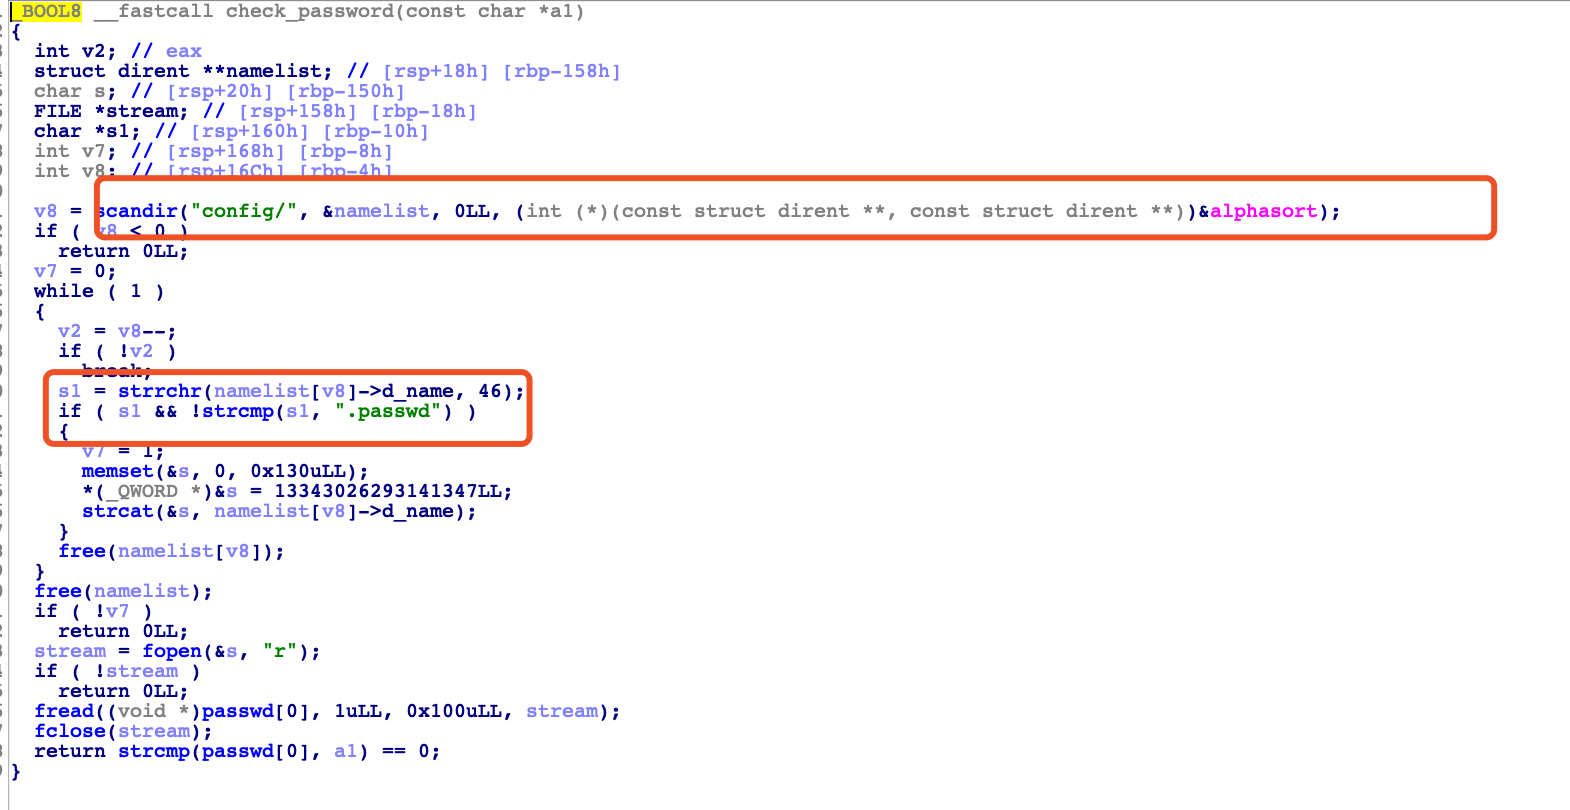 _BOOL8 __fastcall check_password(const char *a1)
{
  int v2; // eax
  struct dirent **namelist; // [rsp+18h] [rbp-158h]
  char s; // [rsp+20h] [rbp-150h]
  FILE *stream; // [rsp+158h] [rbp-18h]
  char *s1; // [rsp+160h] [rbp-10h]
  int v7; // [rsp+168h] [rbp-8h]
  int v8; // [rsp+16Ch] [rbp-4h]
  v8 = scandir("config/", &namelist, 0LL, (int (*)(const struct dirent **, const struct dirent **))&alphasort);
  if ( v8 < 0 )
    return 0LL;
  v7 = 0;
  while ( 1 )
  {
    v2 = v8--;
    if ( !v2 )
      break;
    s1 = strrchr(namelist[v8]->d_name, 46);
    if ( s1 && !strcmp(s1, ".passwd") )
    {
      v7 = 1;
      memset(&s, 0, 0x130uLL);
      *(_QWORD *)&s = 13343026293141347LL;
      strcat(&s, namelist[v8]->d_name);
    }
    free(namelist[v8]);
  }
  free(namelist);
  if ( !v7 )
    return 0LL;
  stream = fopen(&s, "r");
  if ( !stream )
    return 0LL;
  fread((void *)passwd[0], 1uLL, 0x100uLL, stream);
  fclose(stream);
  return strcmp(passwd[0], a1) == 0;
}